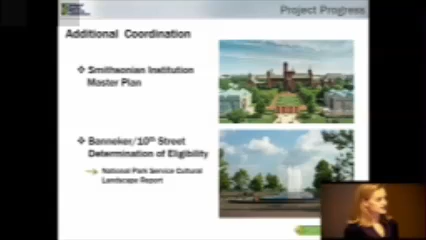 Project Progress
Additional Coordination
Smithsonian Institution
Master Plan
Banneker/10th Street
Determination of Eligibility
National Park Service Cultural
Landscape Report